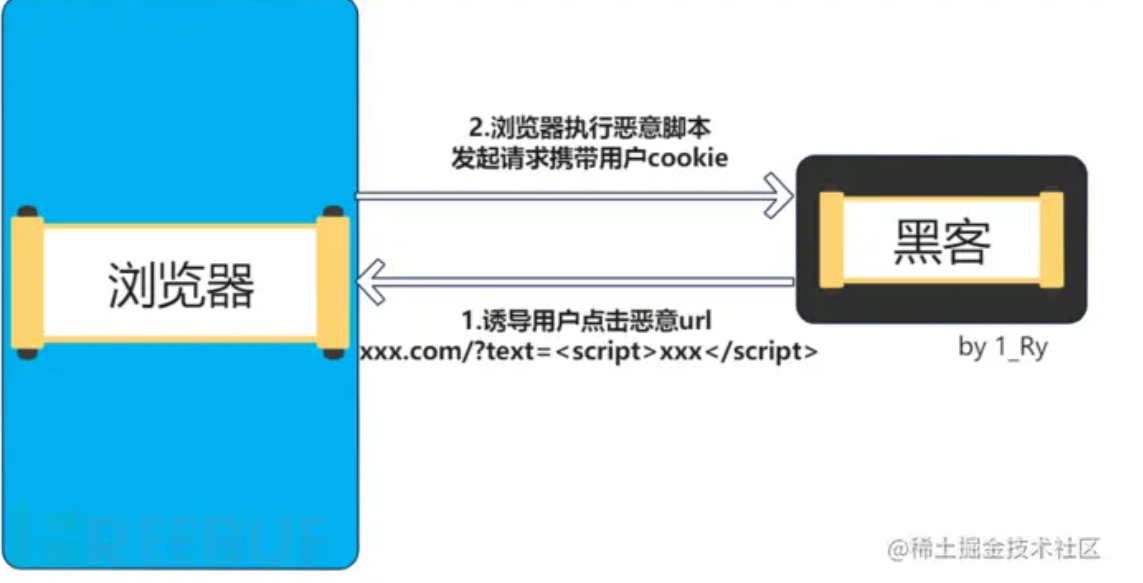 2.浏览器执行恶意脚本
发起请求携带用户cookie
浏览器
黑客
1.诱导用户点击恶意url
xxx.com/?text=<script>xxx</script>
by 1_Ry
@稀土掘金技术社区